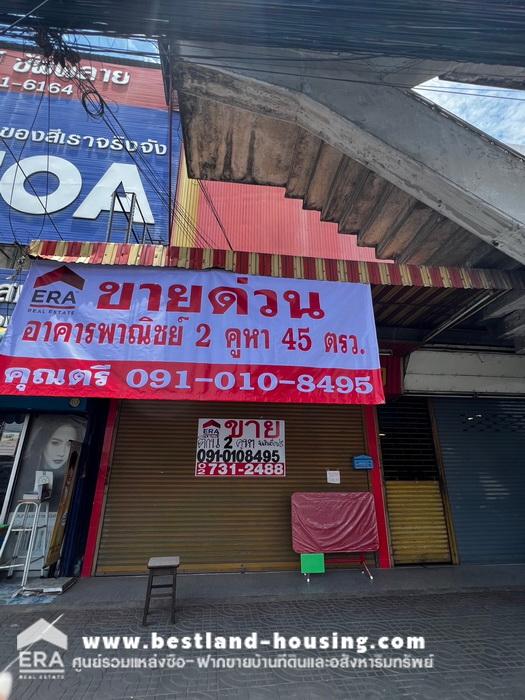 ชัพพลาย
1-6164
ของสีเราจริงจัง
OA
ERA
REAL ESTATE
ขายด่วน
อาคารพาณิชย์ 2 คูหา 45 ตรว.
คุณตรี 091-010-8495
ERA
ขาย
2
091-0108495
731-2488
www.bestland-housing.com
ERA
REAL ESTATE
ศูนย์รวมแหล่งซื้อ-ฝากขายบ้านที่ดินและอสังหาริมทรัพย์